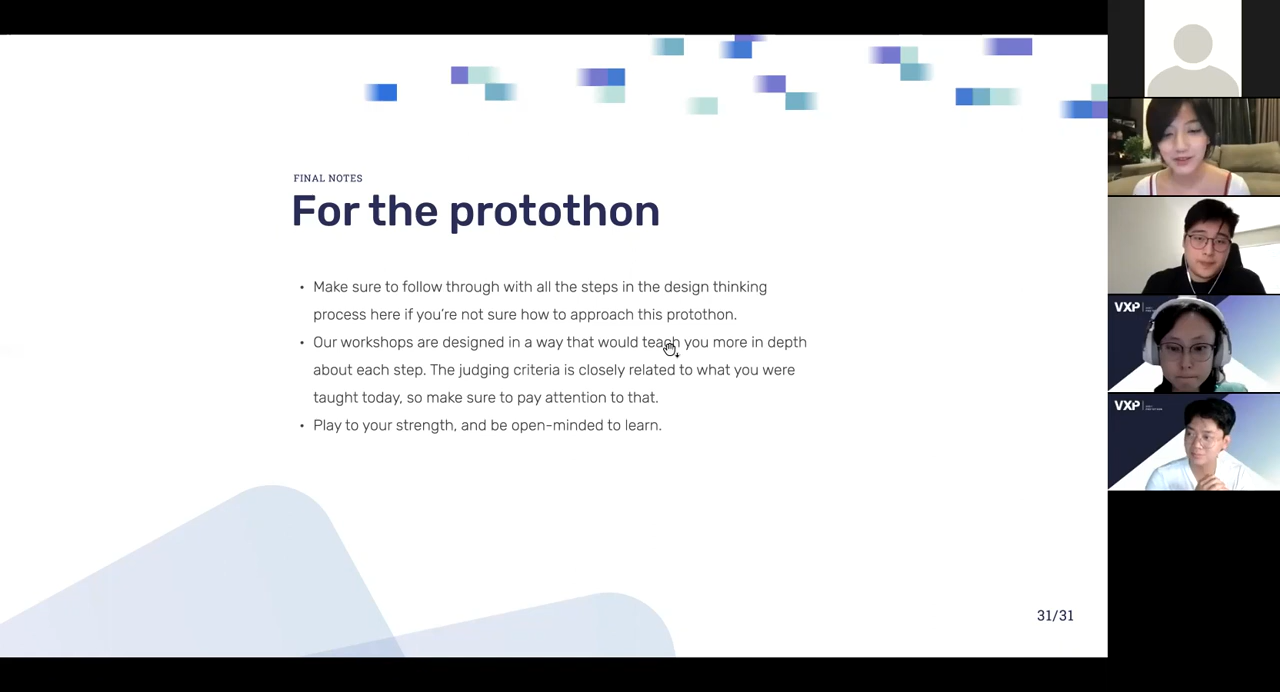 FINAL NOTES
For the protothon
• Make sure to follow through with all the steps in the design thinking
process here if you're not sure how to approach this protothon.
• Our workshops are designed in a way that would teach you more in depth
about each step. The judging criteria is closely related to what you were
taught today, so make sure to pay attention to that.
• Play to your strength, and be open-minded to learn.
31/31
VXP
VXP